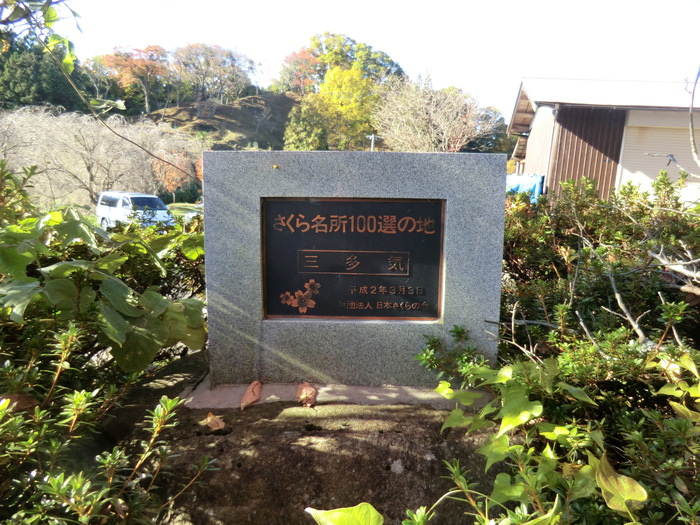 さくら名所100選の地
三多気
平成2年3月3日
財団法人 日本さくらの会